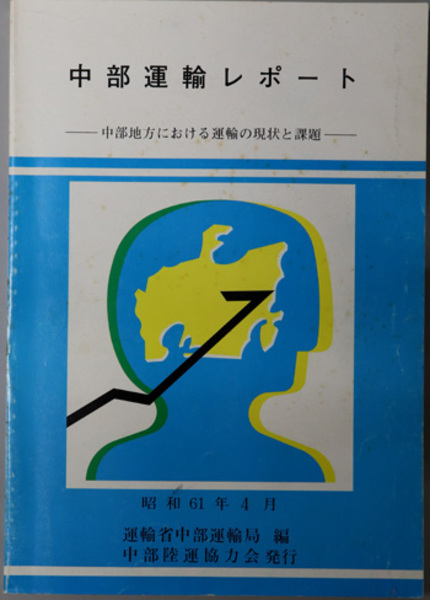 中部運輸レポート
――中部地方における運輸の現状と課題――
昭和61年4月
運輸省中部運輸局 編
中部陸運協力会発行